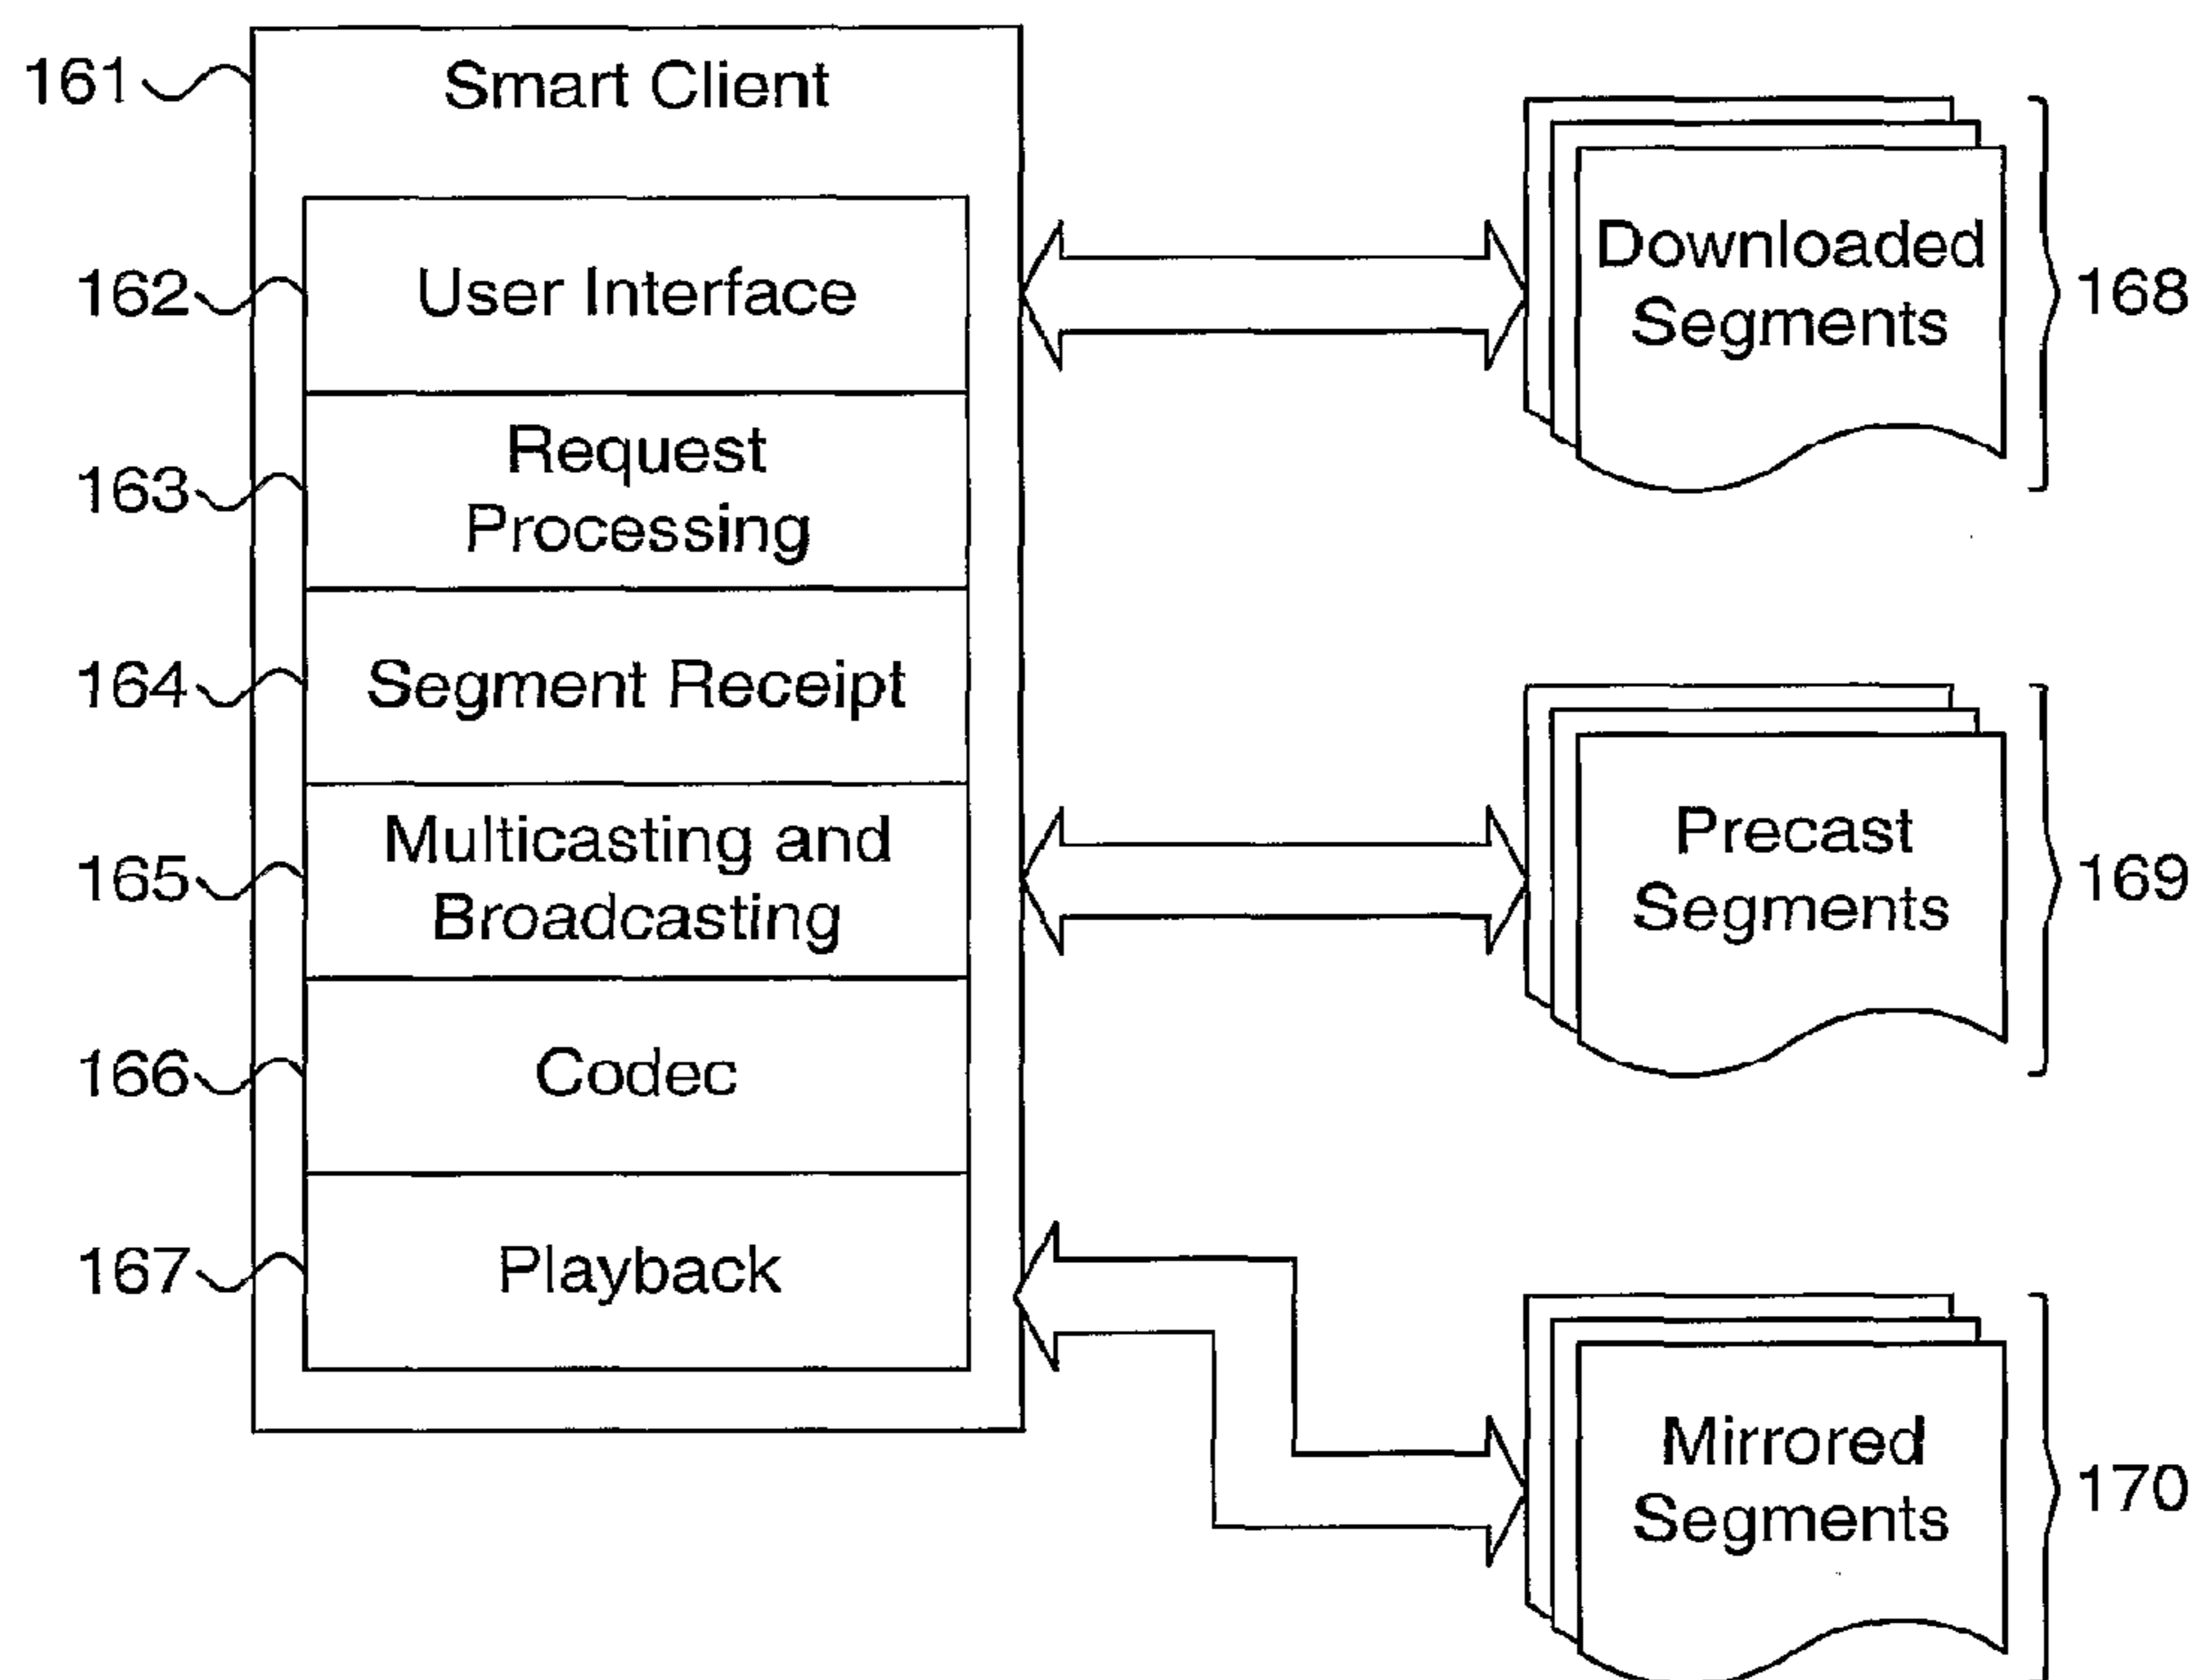 161
Smart Client
162
User Interface
163
Request
Processing
164
Segment Receipt
165
Multicasting and
Broadcasting
166
Codec
167
Playback
Downloaded
Segments
168
Precast
Segments
169
Mirrored
Segments
170